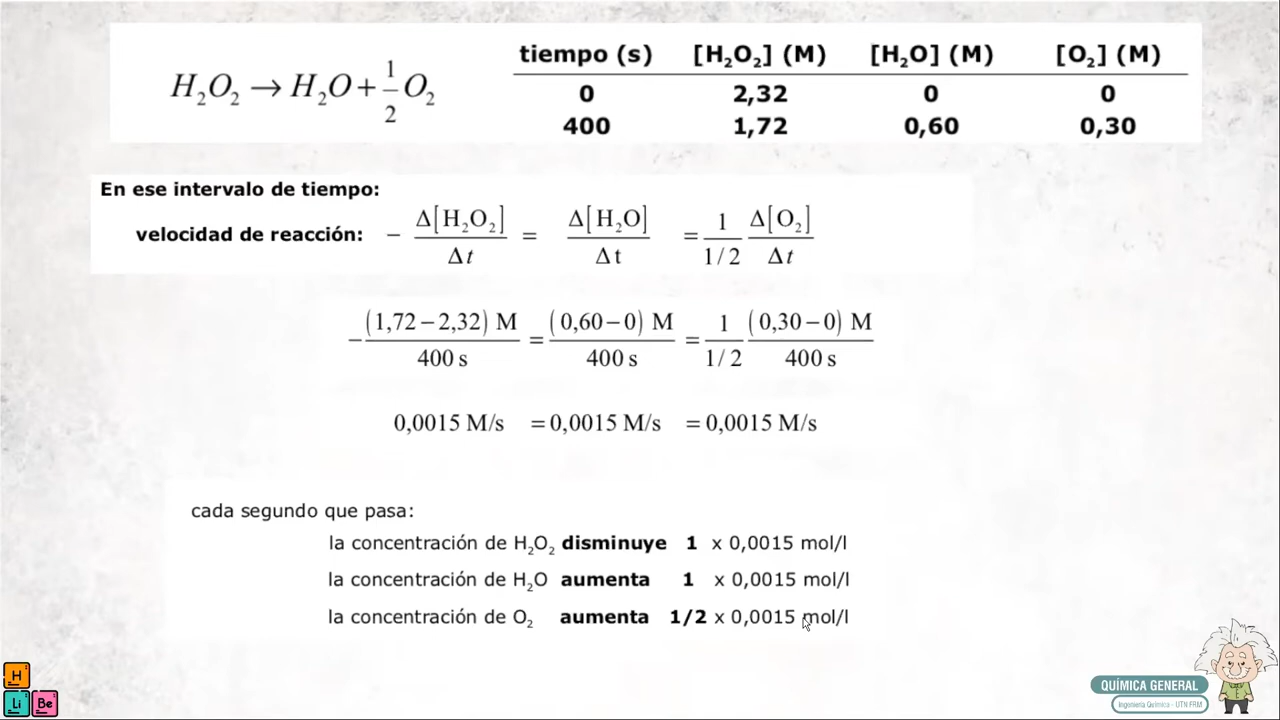 H₂O₂ → H₂O + 1/2 O₂
tiempo (s) [H₂O₂] (M) [H₂O] (M) [O₂] (M)
0 2,32 0 0
400 1,72 0,60 0,30
En ese intervalo de tiempo:
velocidad de reacción: − Δ[H₂O₂]/Δt = Δ[H₂O]/Δt = 1/(1/2) Δ[O₂]/Δt
−(1,72−2,32) M/400 s = (0,60−0) M/400 s = 1/(1/2) (0,30−0) M/400 s
0,0015 M/s = 0,0015 M/s = 0,0015 M/s
cada segundo que pasa:
la concentración de H₂O₂ disminuye 1 x 0,0015 mol/l
la concentración de H₂O aumenta 1 x 0,0015 mol/l
la concentración de O₂ aumenta 1/2 x 0,0015 mol/l
H
Li Be
QUÍMICA GENERAL
Ingeniería Química - UTN FRM